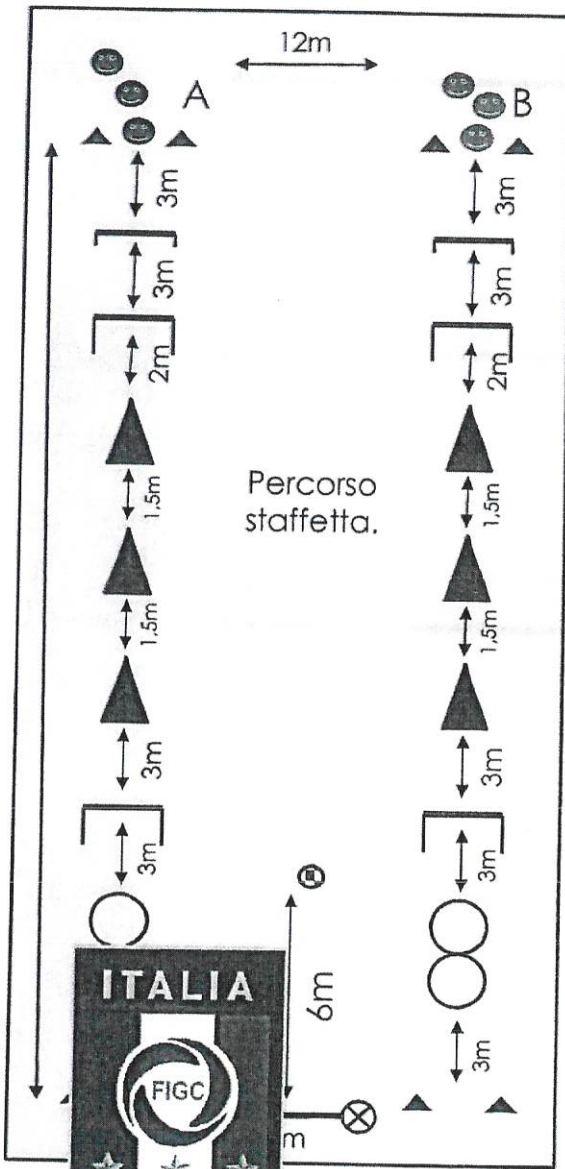 12m
A
B
3m
3m
3m
3m
2m
2m
1,5m
Percorso
staffetta.
1,5m
1,5m
1,5m
3m
3m
3m
3m
6m
ITALIA
FIGC
3m
m